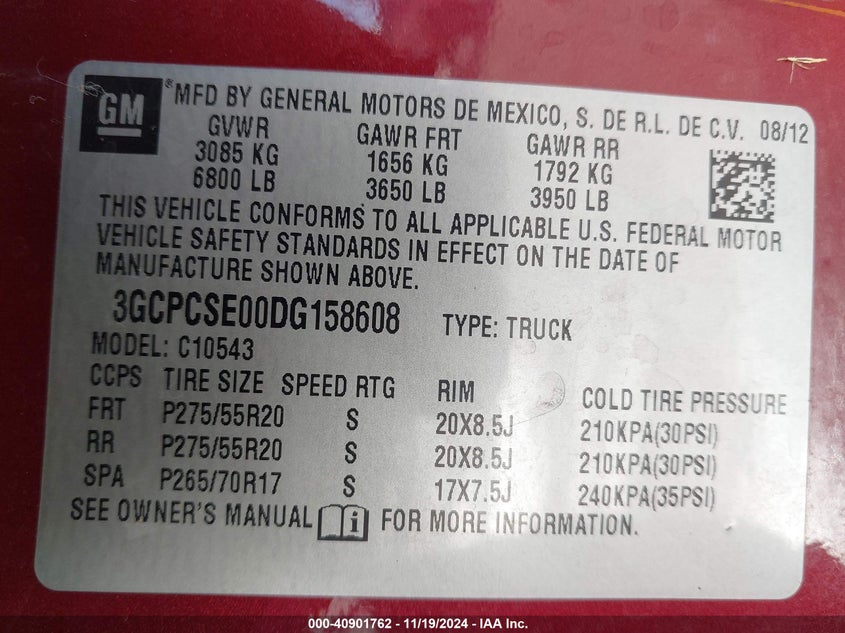 GM
*MFD BY GENERAL MOTORS DE MEXICO, S. DE R.L. DE C.V. 08/12
GVWR GAWR FRT GAWR RR
3085 KG 1656 KG 1792 KG
6800 LB 3650 LB 3950 LB
THIS VEHICLE CONFORMS TO ALL APPLICABLE U.S. FEDERAL MOTOR
VEHICLE SAFETY STANDARDS IN EFFECT ON THE DATE OF
MANUFACTURE SHOWN ABOVE.
3GCPCSE00DG158608 TYPE: TRUCK
MODEL: C10543
CCPS TIRE SIZE SPEED RTG RIM COLD TIRE PRESSURE
FRT P275/55R20 S 20X8.5J 210KPA(30PSI)
RR P275/55R20 S 20X8.5J 210KPA(30PSI)
SPA P265/70R17 S 17X7.5J 240KPA(35PSI)
SEE OWNER'S MANUAL i FOR MORE INFORMATION.
000-40901762 - 11/19/2024 - IAA Inc.